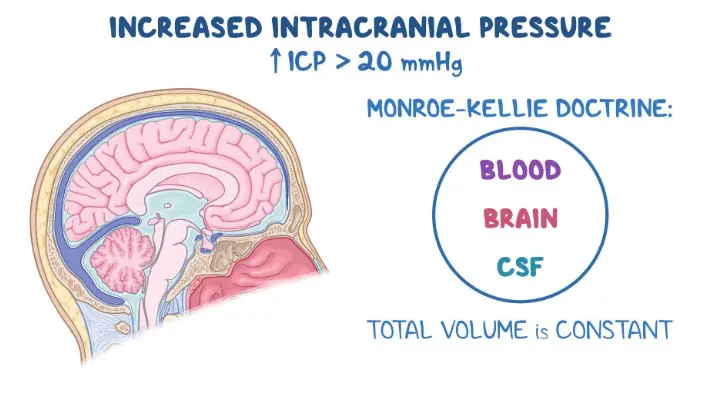 INCREASED INTRACRANIAL PRESSURE
↑ ICP > 20 mmHg
MONROE-KELLIE DOCTRINE:
BLOOD
BRAIN
CSF
TOTAL VOLUME is CONSTANT